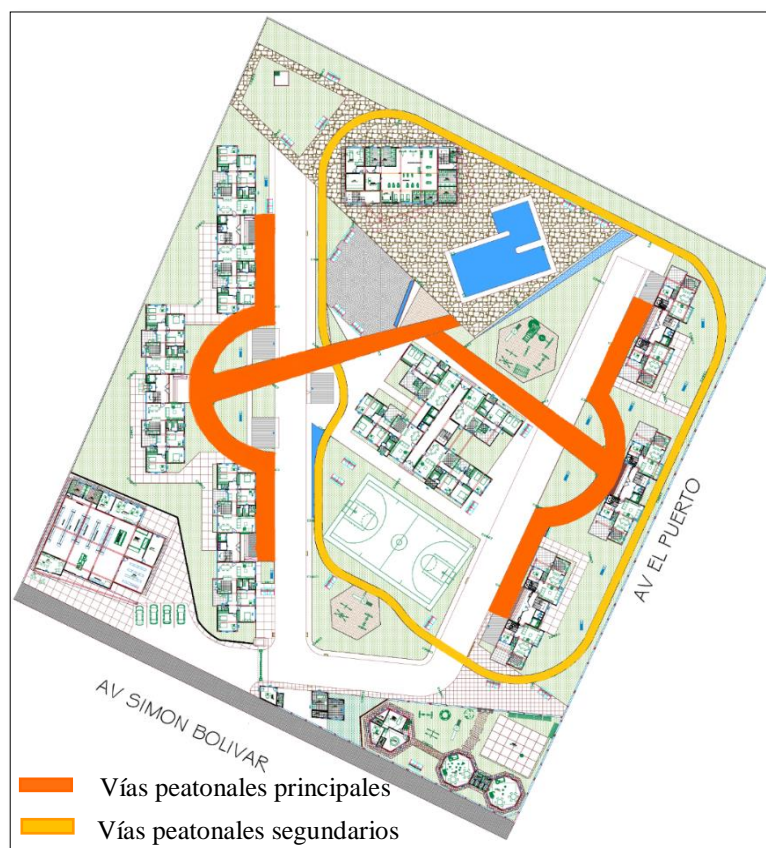 AV EL PUERTO
AV SIMON BOLIVAR
Vías peatonales principales
Vías peatonales segundarios